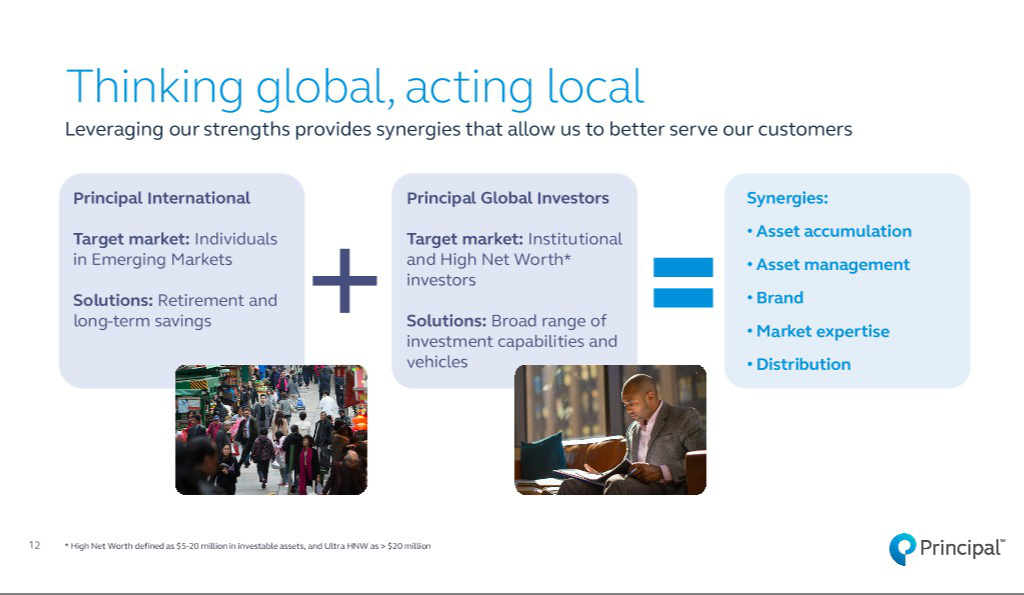 Thinking global, acting local
Leveraging our strengths provides synergies that allow us to better serve our customers
Principal International
Target market: Individuals
in Emerging Markets
Solutions: Retirement and
long-term savings
Principal Global Investors
Target market: Institutional
and High Net Worth*
investors
Solutions: Broad range of
investment capabilities and
vehicles
Synergies:
• Asset accumulation
• Asset management
• Brand
• Market expertise
• Distribution
12
* High Net Worth defined as $5-20 million in investable assets, and Ultra HNW as > $20 million
Principal℠